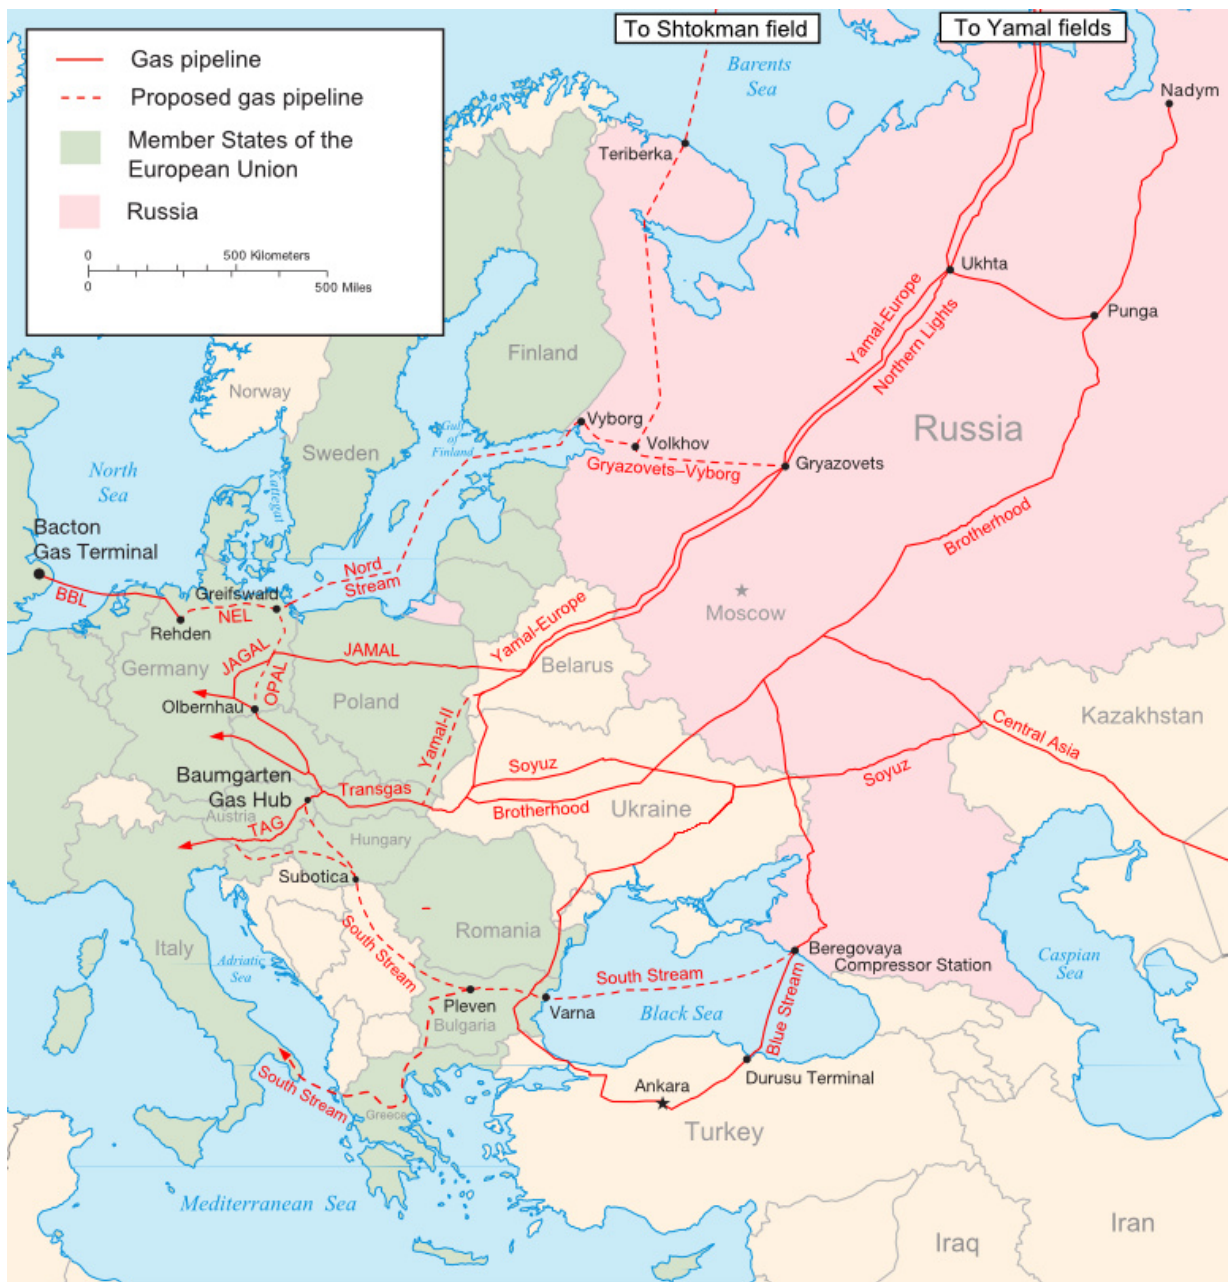 To Shtokman field
To Yamal fields
Gas pipeline
Proposed gas pipeline
Member States of the
European Union
Russia
0
500 Kilometers
0
500 Miles
Barents
Sea
Nadym
Teriberka
Ukhta
Punga
Yamal-Europe
Northern Lights
Finland
Norway
Sweden
Gulf
of
Finland
Vyborg
Volkhov
Gryazovets–Vyborg
Gryazovets
Russia
North
Sea
Kattegat
Bacton
Gas Terminal
BBL
Brotherhood
Nord
Stream
Greifswald
NEL
Rehden
Moscow
Yamal-Europe
JAGAL
JAMAL
Germany
OPAL
Belarus
Poland
Olbernhau
Yamal-II
Kazakhstan
Central Asia
Baumgarten
Gas Hub
Transgas
Soyuz
Soyuz
Brotherhood
Ukraine
Austria
TAG
Hungary
Subotica
South Stream
Romania
Italy
Adriatic
Sea
Beregovaya
Compressor Station
Caspian
Sea
South Stream
Pleven
Varna
Bulgaria
Black Sea
Blue Stream
South Stream
Greece
Ankara
Durusu Terminal
Turkey
Mediterranean Sea
Iraq
Iran